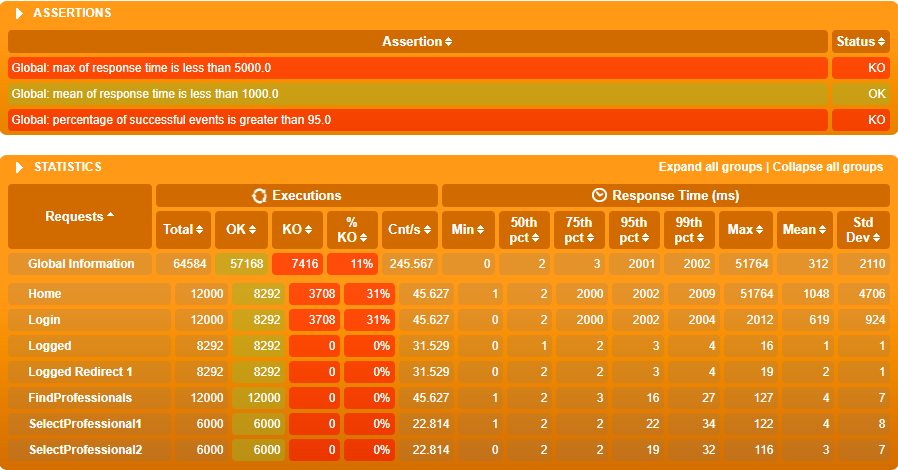 ASSERTIONS
Assertion Status
Global: max of response time is less than 5000.0 KO
Global: mean of response time is less than 1000.0 OK
Global: percentage of successful events is greater than 95.0 KO
STATISTICS Expand all groups | Collapse all groups
Requests Executions Response Time (ms)
Total OK KO % KO Cnt/s Min 50th pct 75th pct 95th pct 99th pct Max Mean Std Dev
Global Information 64584 57168 7416 11% 245.567 0 2 3 2001 2002 51764 312 2110
Home 12000 8292 3708 31% 45.627 1 2 2000 2002 2009 51764 1048 4706
Login 12000 8292 3708 31% 45.627 0 2 2000 2002 2004 2012 619 924
Logged 8292 8292 0 0% 31.529 0 1 2 3 4 16 1 1
Logged Redirect 1 8292 8292 0 0% 31.529 0 2 2 3 4 19 2 1
FindProfessionals 12000 12000 0 0% 45.627 1 2 3 16 27 127 4 7
SelectProfessional1 6000 6000 0 0% 22.814 1 2 2 22 34 122 4 8
SelectProfessional2 6000 6000 0 0% 22.814 0 2 2 19 32 116 3 7